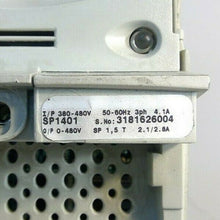 I/P 380-480V 50-60Hz 3ph 4.1A
SP1401 S.No: 3181626004
O/P 0-480V SP 1,5 T 2.1/2.8A